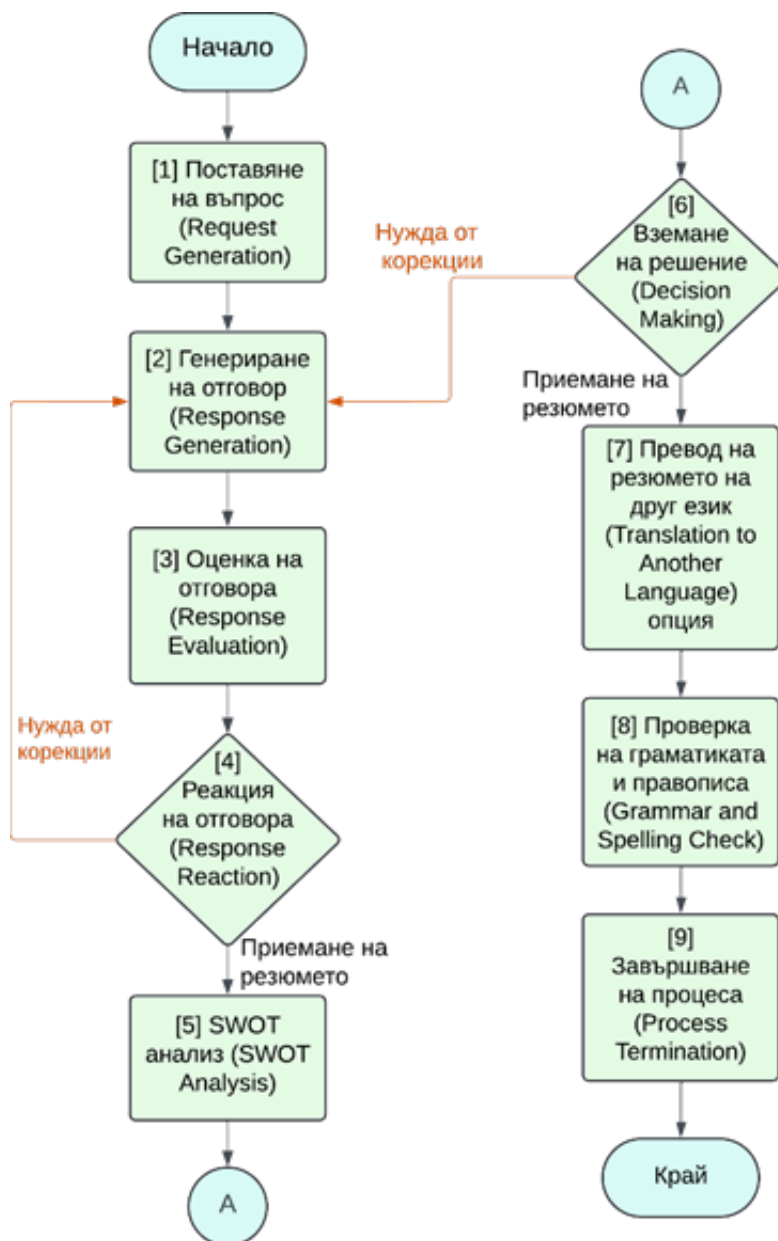 Начало
[1] Поставяне
на въпрос
(Request
Generation)
[2] Генериране
на отговор
(Response
Generation)
[3] Оценка на
отговора
(Response
Evaluation)
Нужда от
корекции
[4]
Реакция
на отговора
(Response
Reaction)
Приемане на
резюмето
[5] SWOT
анализ (SWOT
Analysis)
A
A
[6]
Вземане
на решение
(Decision
Making)
Нужда от
корекции
Приемане на
резюмето
[7] Превод на
резюмето на
друг език
(Translation to
Another
Language)
опция
[8] Проверка
на граматиката
и правописа
(Grammar and
Spelling Check)
[9]
Завършване
на процеса
(Process
Termination)
Край